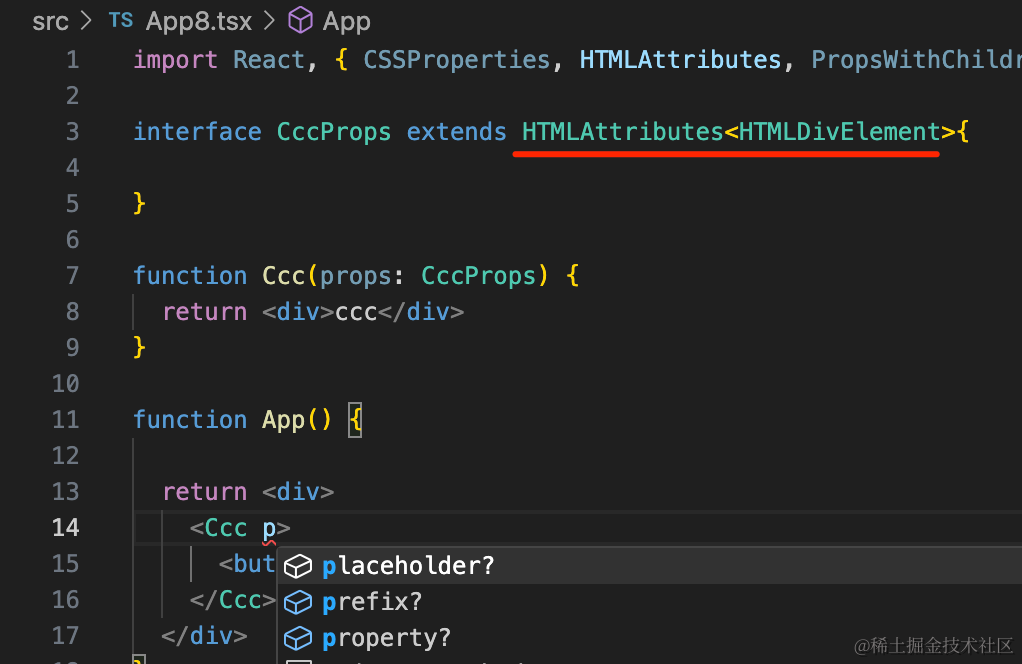 src > TS App8.tsx > App
1 import React, { CSSProperties, HTMLAttributes, PropsWithChildr
2
3 interface CccProps extends HTMLAttributes<HTMLDivElement>{
4
5 }
6
7 function Ccc(props: CccProps) {
8 return <div>ccc</div>
9 }
10
11 function App() {
12
13 return <div>
14 <Ccc p>
15 <but
placeholder?
16 </Ccc>
prefix?
17 </div>
property?
@稀土掘金技术社区